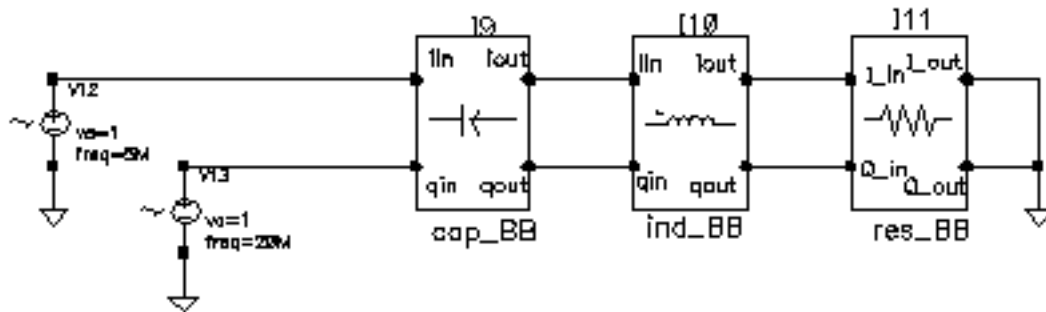 I9
I10
I11
Iin Iout
Iin Iout
I_in I_out
V12
va=1
freq=5M
V13
qin qout
qin qout
Q_in Q_out
va=1
freq=20M
cap_BB
ind_BB
res_BB